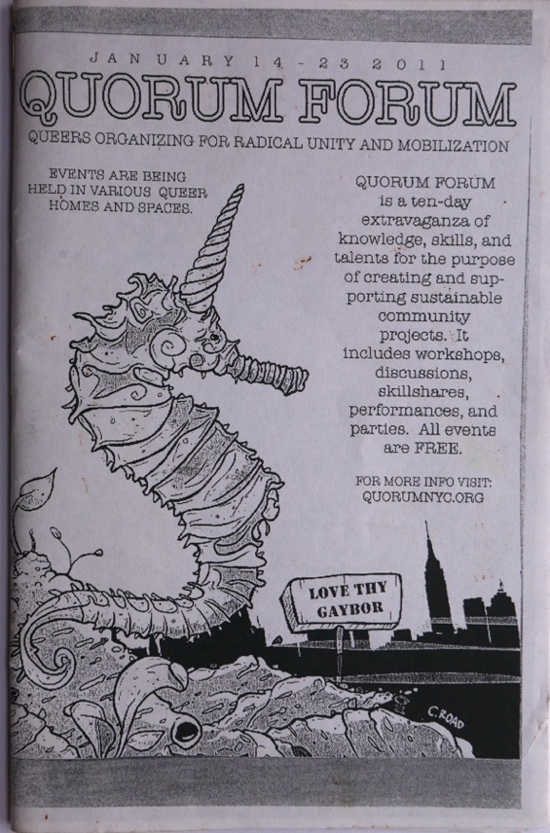 JANUARY 14-23 2011
QUORUM FORUM
QUEERS ORGANIZING FOR RADICAL UNITY AND MOBILIZATION
EVENTS ARE BEING
HELD IN VARIOUS QUEER
HOMES AND SPACES.
QUORUM FORUM
is a ten-day
extravaganza of
knowledge, skills, and
talents for the purpose
of creating and sup-
porting sustainable
community
projects. It
includes workshops,
discussions,
skillshares,
performances, and
parties. All events
are FREE.
FOR MORE INFO VISIT:
QUORUMNYC.ORG
LOVE THY
GAYBOR
C.ROAD